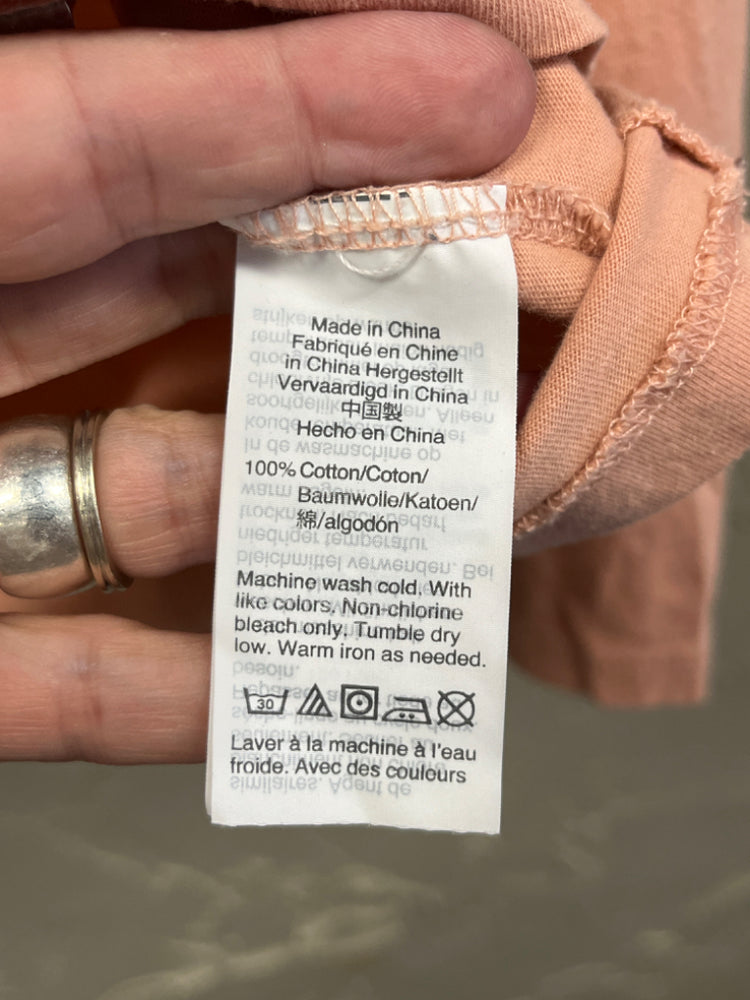 Made in China
Fabriqué en Chine
in China Hergestellt
Vervaardigd in China
中国製
Hecho en China
100% Cotton/Coton/
Baumwolle/Katoen/
綿/algodón
Machine wash cold. With
like colors. Non-chlorine
bleach only. Tumble dry
low. Warm iron as needed.
30
Laver à la machine à l'eau
froide. Avec des couleurs